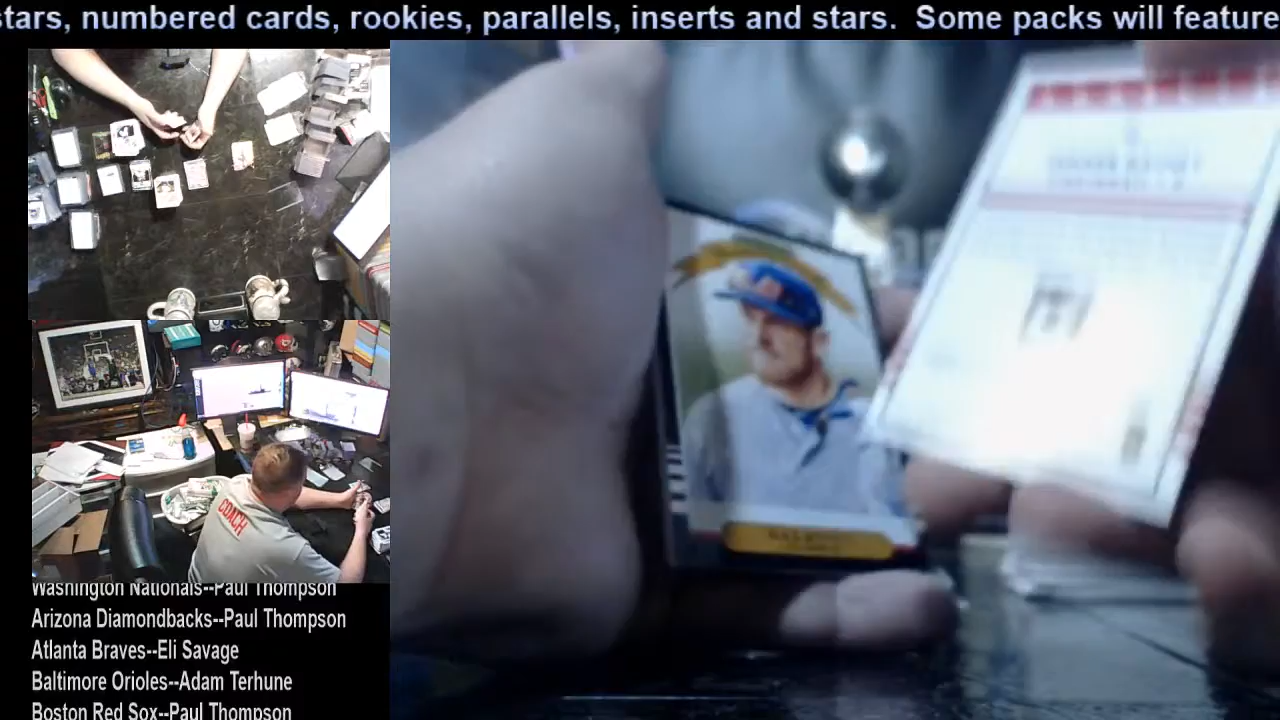 stars, numbered cards, rookies, parallels, inserts and stars.  Some packs will feature
COACH
Washington Nationals--Paul Thompson
Arizona Diamondbacks--Paul Thompson
Atlanta Braves--Eli Savage
Baltimore Orioles--Adam Terhune
Boston Red Sox--Paul Thompson